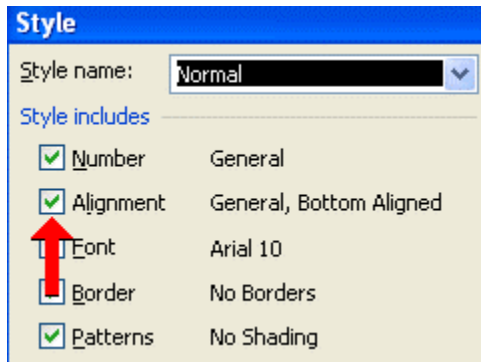 Style
Style name: Normal
Style includes
Number General
Alignment General, Bottom Aligned
Font Arial 10
Border No Borders
Patterns No Shading